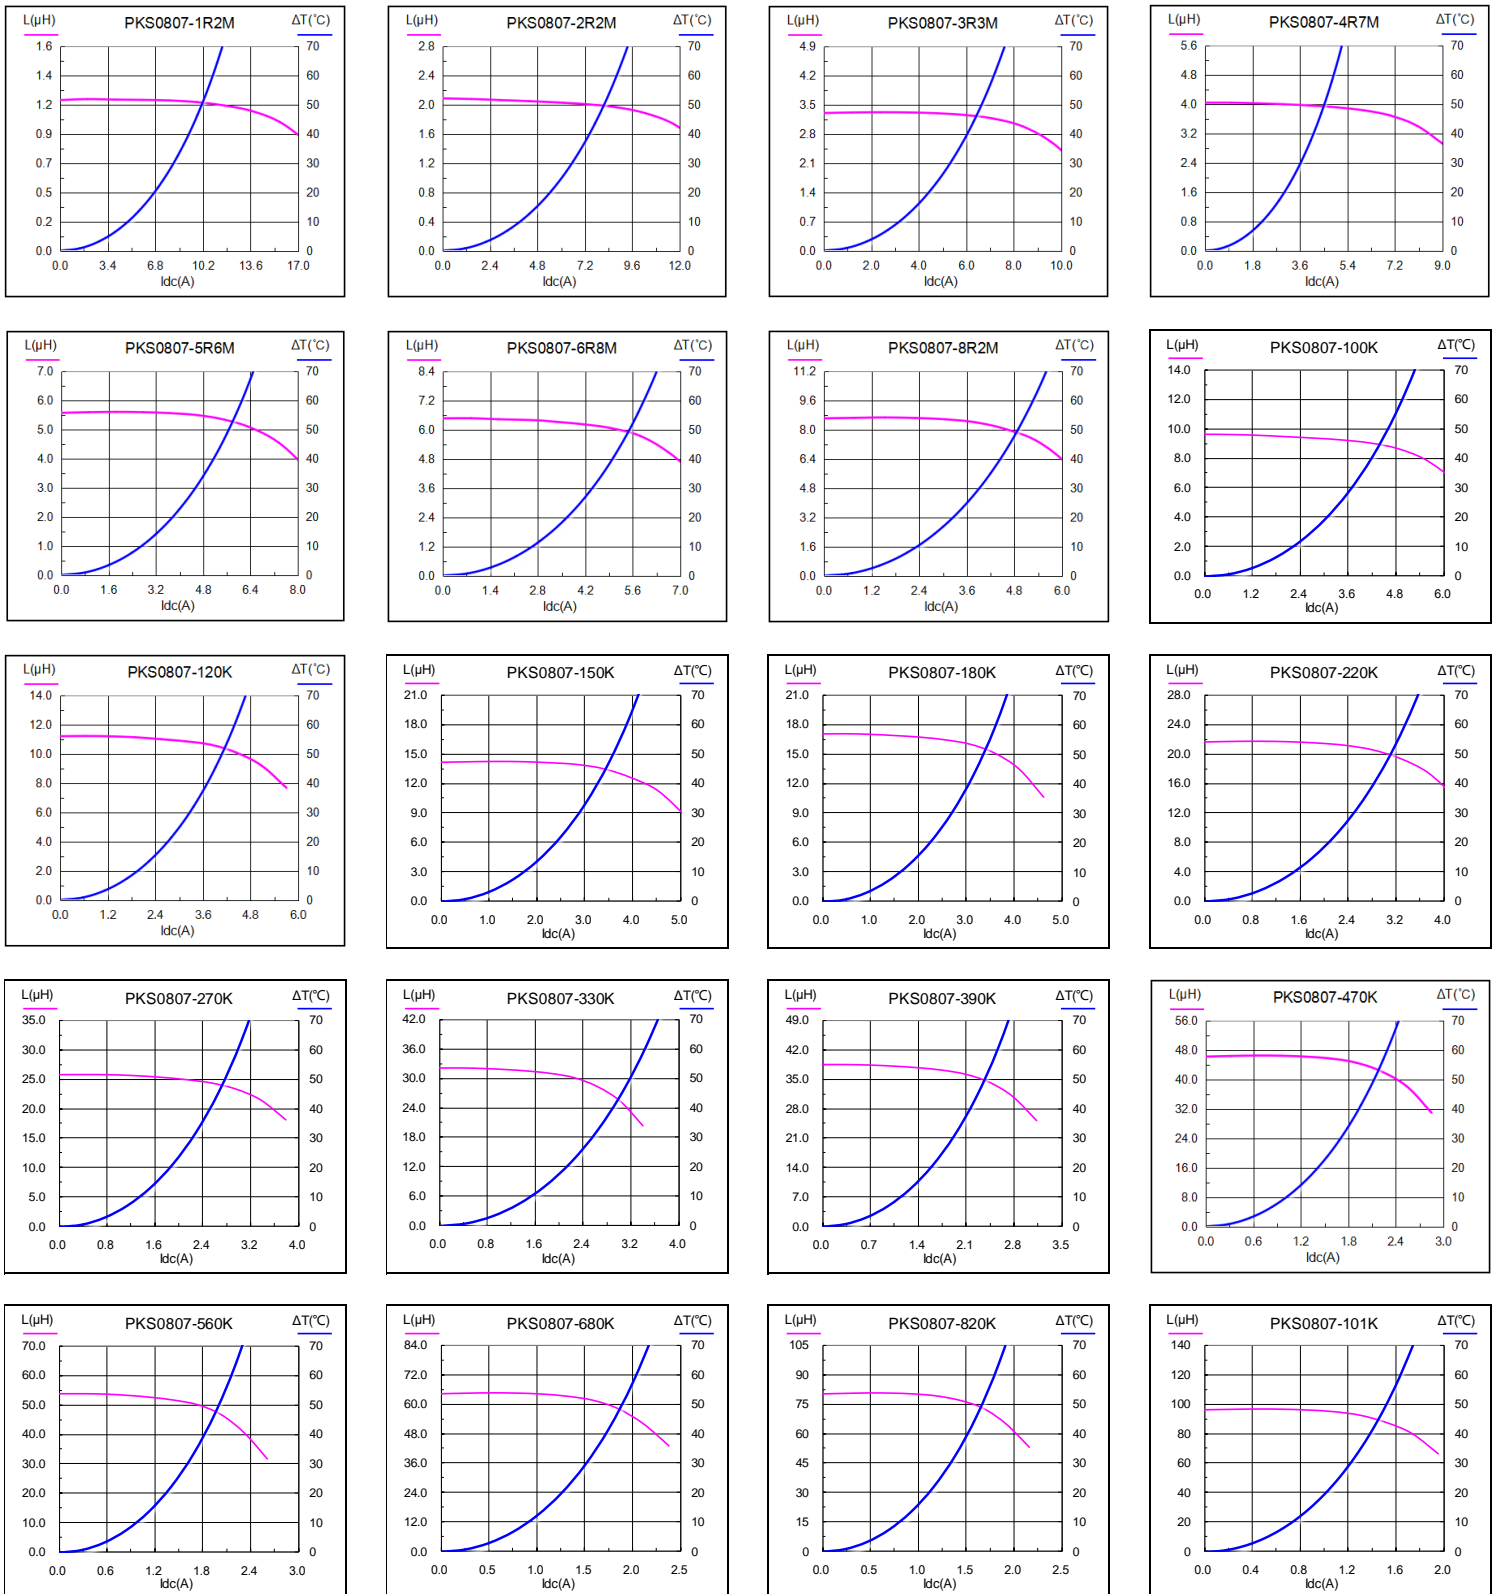 L(μH) PKS0807-1R2M ΔT(℃)
1.6 70
1.4 60
1.2 50
0.9 40
0.7 30
0.5 20
0.2 10
0.0 0
0.0 3.4 6.8 10.2 13.6 17.0
Idc(A)
L(μH) PKS0807-2R2M ΔT(℃)
2.8 70
2.4 60
2.0 50
1.6 40
1.2 30
0.8 20
0.4 10
0.0 0
0.0 2.4 4.8 7.2 9.6 12.0
Idc(A)
L(μH) PKS0807-3R3M ΔT(℃)
4.9 70
4.2 60
3.5 50
2.8 40
2.1 30
1.4 20
0.7 10
0.0 0
0.0 2.0 4.0 6.0 8.0 10.0
Idc(A)
L(μH) PKS0807-4R7M ΔT(℃)
5.6 70
4.8 60
4.0 50
3.2 40
2.4 30
1.6 20
0.8 10
0.0 0
0.0 1.8 3.6 5.4 7.2 9.0
Idc(A)
L(μH) PKS0807-5R6M ΔT(℃)
7.0 70
6.0 60
5.0 50
4.0 40
3.0 30
2.0 20
1.0 10
0.0 0
0.0 1.6 3.2 4.8 6.4 8.0
Idc(A)
L(μH) PKS0807-6R8M ΔT(℃)
8.4 70
7.2 60
6.0 50
4.8 40
3.6 30
2.4 20
1.2 10
0.0 0
0.0 1.4 2.8 4.2 5.6 7.0
Idc(A)
L(μH) PKS0807-8R2M ΔT(℃)
11.2 70
9.6 60
8.0 50
6.4 40
4.8 30
3.2 20
1.6 10
0.0 0
0.0 1.2 2.4 3.6 4.8 6.0
Idc(A)
L(μH) PKS0807-100K ΔT(℃)
14.0 70
12.0 60
10.0 50
8.0 40
6.0 30
4.0 20
2.0 10
0.0 0
0.0 1.2 2.4 3.6 4.8 6.0
Idc(A)
L(μH) PKS0807-120K ΔT(℃)
14.0 70
12.0 60
10.0 50
8.0 40
6.0 30
4.0 20
2.0 10
0.0 0
0.0 1.2 2.4 3.6 4.8 6.0
Idc(A)
L(μH) PKS0807-150K ΔT(℃)
21.0 70
18.0 60
15.0 50
12.0 40
9.0 30
6.0 20
3.0 10
0.0 0
0.0 1.0 2.0 3.0 4.0 5.0
Idc(A)
L(μH) PKS0807-180K ΔT(℃)
21.0 70
18.0 60
15.0 50
12.0 40
9.0 30
6.0 20
3.0 10
0.0 0
0.0 1.0 2.0 3.0 4.0 5.0
Idc(A)
L(μH) PKS0807-220K ΔT(℃)
28.0 70
24.0 60
20.0 50
16.0 40
12.0 30
8.0 20
4.0 10
0.0 0
0.0 0.8 1.6 2.4 3.2 4.0
Idc(A)
L(μH) PKS0807-270K ΔT(℃)
35.0 70
30.0 60
25.0 50
20.0 40
15.0 30
10.0 20
5.0 10
0.0 0
0.0 0.8 1.6 2.4 3.2 4.0
Idc(A)
L(μH) PKS0807-330K ΔT(℃)
42.0 70
36.0 60
30.0 50
24.0 40
18.0 30
12.0 20
6.0 10
0.0 0
0.0 0.8 1.6 2.4 3.2 4.0
Idc(A)
L(μH) PKS0807-390K ΔT(℃)
49.0 70
42.0 60
35.0 50
28.0 40
21.0 30
14.0 20
7.0 10
0.0 0
0.0 0.7 1.4 2.1 2.8 3.5
Idc(A)
L(μH) PKS0807-470K ΔT(℃)
56.0 70
48.0 60
40.0 50
32.0 40
24.0 30
16.0 20
8.0 10
0.0 0
0.0 0.6 1.2 1.8 2.4 3.0
Idc(A)
L(μH) PKS0807-560K ΔT(℃)
70.0 70
60.0 60
50.0 50
40.0 40
30.0 30
20.0 20
10.0 10
0.0 0
0.0 0.6 1.2 1.8 2.4 3.0
Idc(A)
L(μH) PKS0807-680K ΔT(℃)
84.0 70
72.0 60
60.0 50
48.0 40
36.0 30
24.0 20
12.0 10
0.0 0
0.0 0.5 1.0 1.5 2.0 2.5
Idc(A)
L(μH) PKS0807-820K ΔT(℃)
105 70
90 60
75 50
60 40
45 30
30 20
15 10
0 0
0.0 0.5 1.0 1.5 2.0 2.5
Idc(A)
L(μH) PKS0807-101K ΔT(℃)
140 70
120 60
100 50
80 40
60 30
40 20
20 10
0 0
0.0 0.4 0.8 1.2 1.6 2.0
Idc(A)